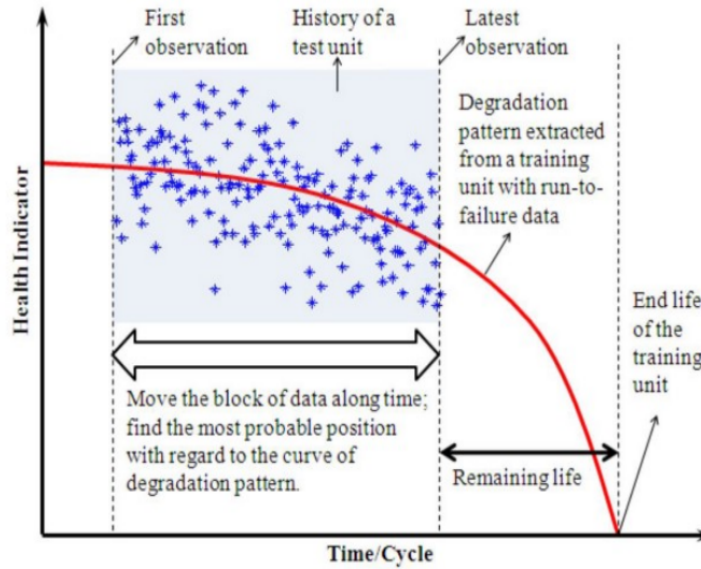 First
observation
History of a
test unit
Latest
observation
Degradation
pattern extracted
from a training
unit with run-to-
failure data
Health Indicator
End life
of the
training
unit
Move the block of data along time;
find the most probable position
with regard to the curve of
degradation pattern.
Remaining life
Time/Cycle